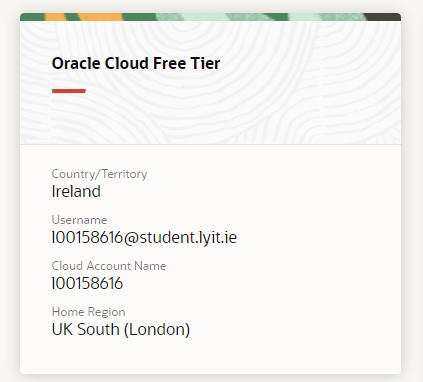 Oracle Cloud Free Tier
Country/Territory
Ireland
Username
l00158616@student.lyit.ie
Cloud Account Name
l00158616
Home Region
UK South (London)